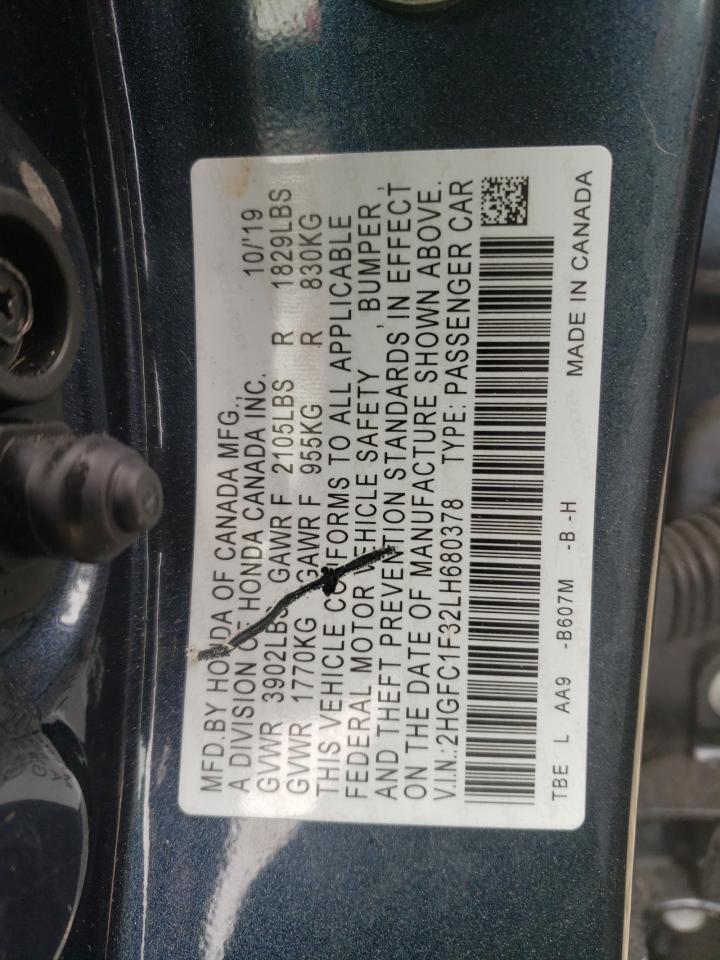 MFD.BY HONDA OF CANADA MFG., 10/'19
A DIVISION OF HONDA CANADA INC.
GVWR 3902LBS GAWR F 2105LBS R 1829LBS
GVWR 1770KG GAWR F 955KG R 830KG
THIS VEHICLE CONFORMS TO ALL APPLICABLE
FEDERAL MOTOR VEHICLE SAFETY, BUMPER,
AND THEFT PREVENTION STANDARDS, IN EFFECT
ON THE DATE OF MANUFACTURE SHOWN ABOVE.
V.I.N.: 2HGFC1F32LH680378 TYPE: PASSENGER CAR
TBE L AA9 -B607M -B -H MADE IN CANADA